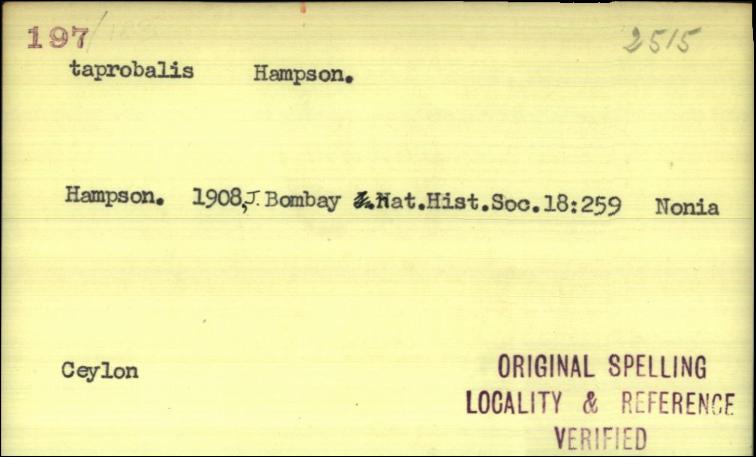 197 2515
taprobalis Hampson.
Hampson. 1908, J. Bombay Nat.Hist.Soc.18:259 Nonia
Ceylon
ORIGINAL SPELLING
LOCALITY & REFERENCE
VERIFIED